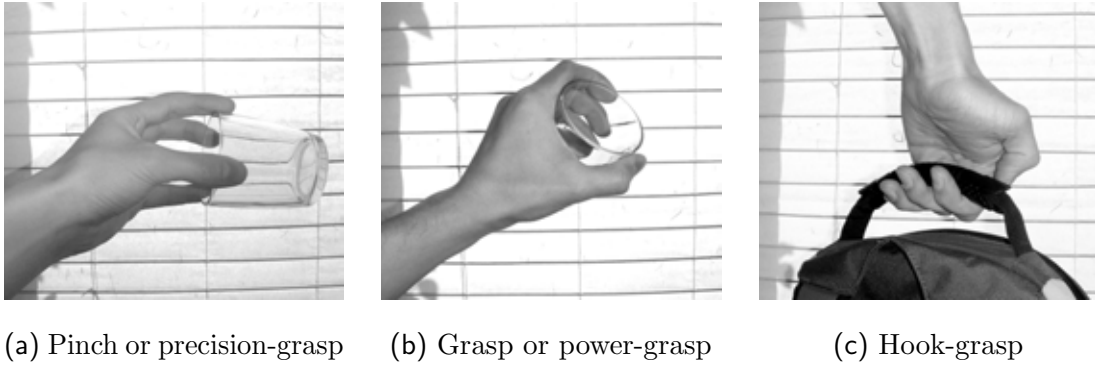 (a) Pinch or precision-grasp
(b) Grasp or power-grasp
(c) Hook-grasp